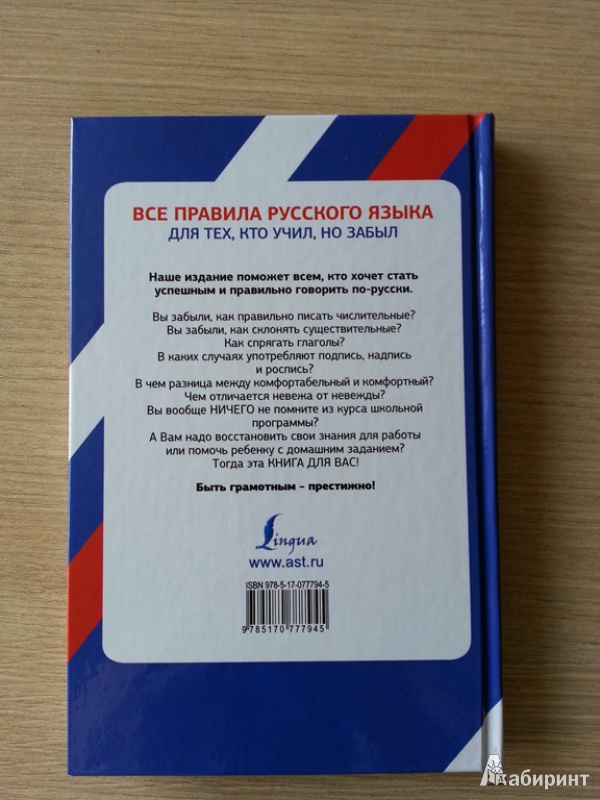 ВСЕ ПРАВИЛА РУССКОГО ЯЗЫКА
ДЛЯ ТЕХ, КТО УЧИЛ, НО ЗАБЫЛ
Наше издание поможет всем, кто хочет стать
успешным и правильно говорить по-русски.
Вы забыли, как правильно писать числительные?
Вы забыли, как склонять существительные?
Как спрягать глаголы?
В каких случаях употребляют подпись, надпись
и роспись?
В чем разница между комфортабельный и комфортный?
Чем отличается невежа от невежды?
Вы вообще НИЧЕГО не помните из курса школьной
программы?
А Вам надо восстановить свои знания для работы
или помочь ребенку с домашним заданием?
Тогда эта КНИГА ДЛЯ ВАС!
Быть грамотным – престижно!
Lingua
www.ast.ru
ISBN 978-5-17-077794-5
9 785170 777945
Лабиринт